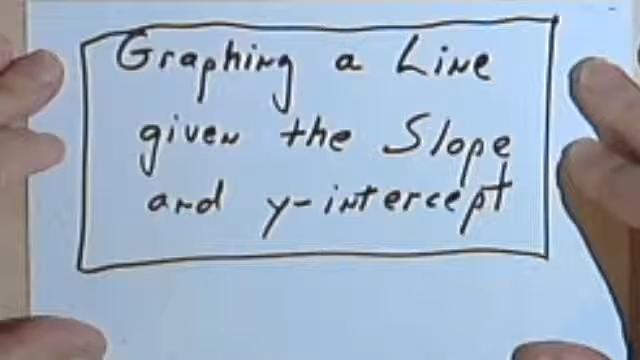 Graphing a Line
given the Slope
and y-intercept